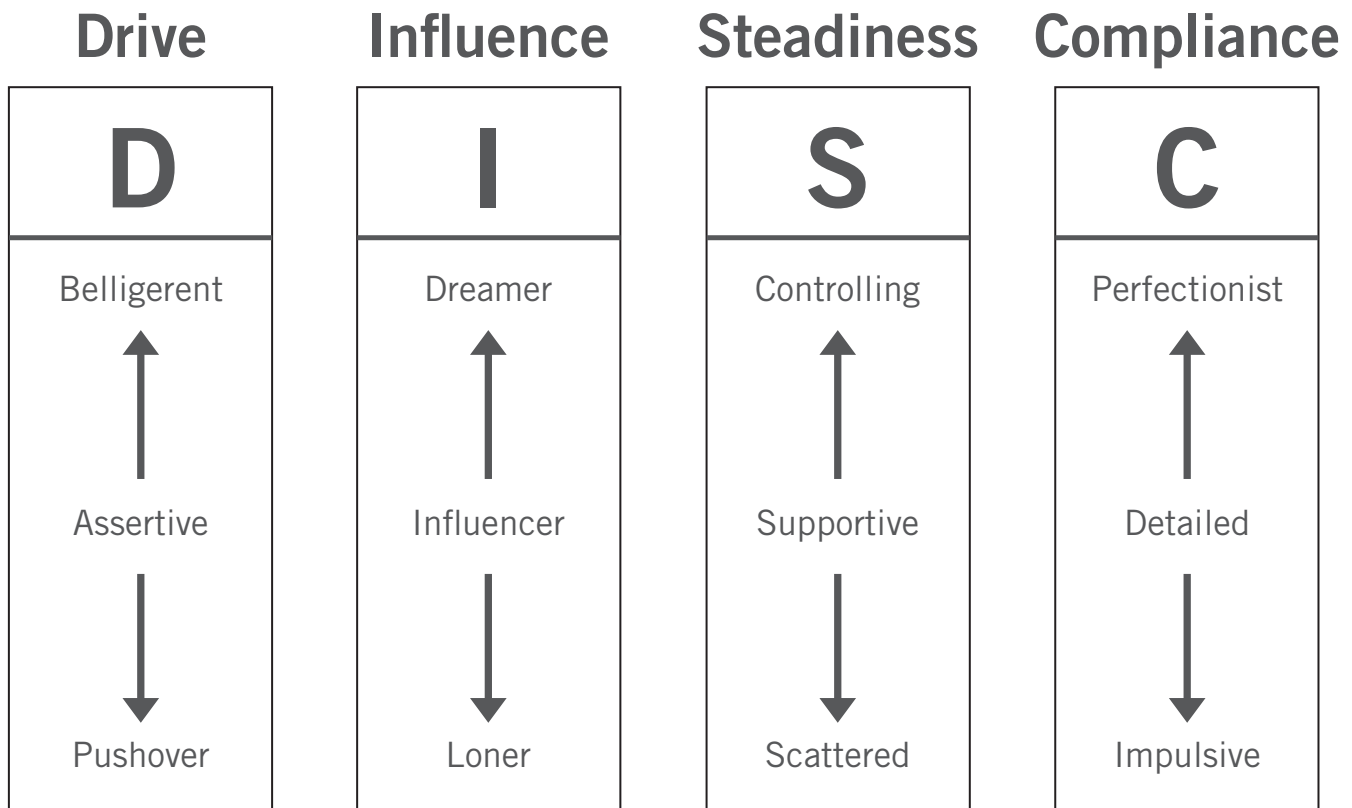 Drive
Influence
Steadiness
Compliance
D
I
S
C
Belligerent
Dreamer
Controlling
Perfectionist
Assertive
Influencer
Supportive
Detailed
Pushover
Loner
Scattered
Impulsive